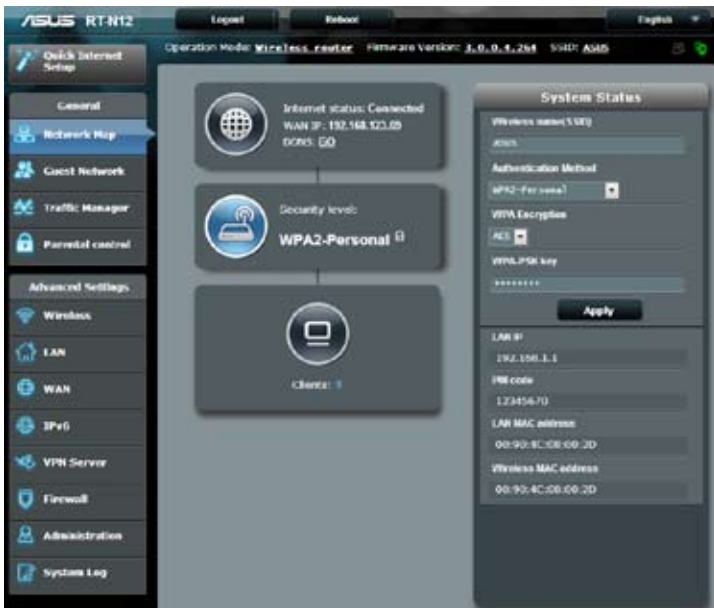 ASUS RT-N12
Logout
Reboot
English
Quick Internet Setup
Operation Mode: Wireless router Firmware Version: 3.0.0.4.264 SSID: ASUS
General
Network Map
Guest Network
Traffic Manager
Parental control
Advanced Settings
Wireless
LAN
WAN
IPv6
VPN Server
Firewall
Administration
System Log
Internet status: Connected
WAN IP: 192.168.123.89
DDNS: GO
Security level:
WPA2-Personal
Clients:
System Status
Wireless name(SSID)
ASUS
Authentication Method
WPA2-Personal
WPA Encryption
AES
WPA-PSK key
********
Apply
LAN IP
192.168.1.1
PIN code
12345670
LAN MAC address
00:90:4C:08:00:2D
Wireless MAC address
00:90:4C:08:00:2D